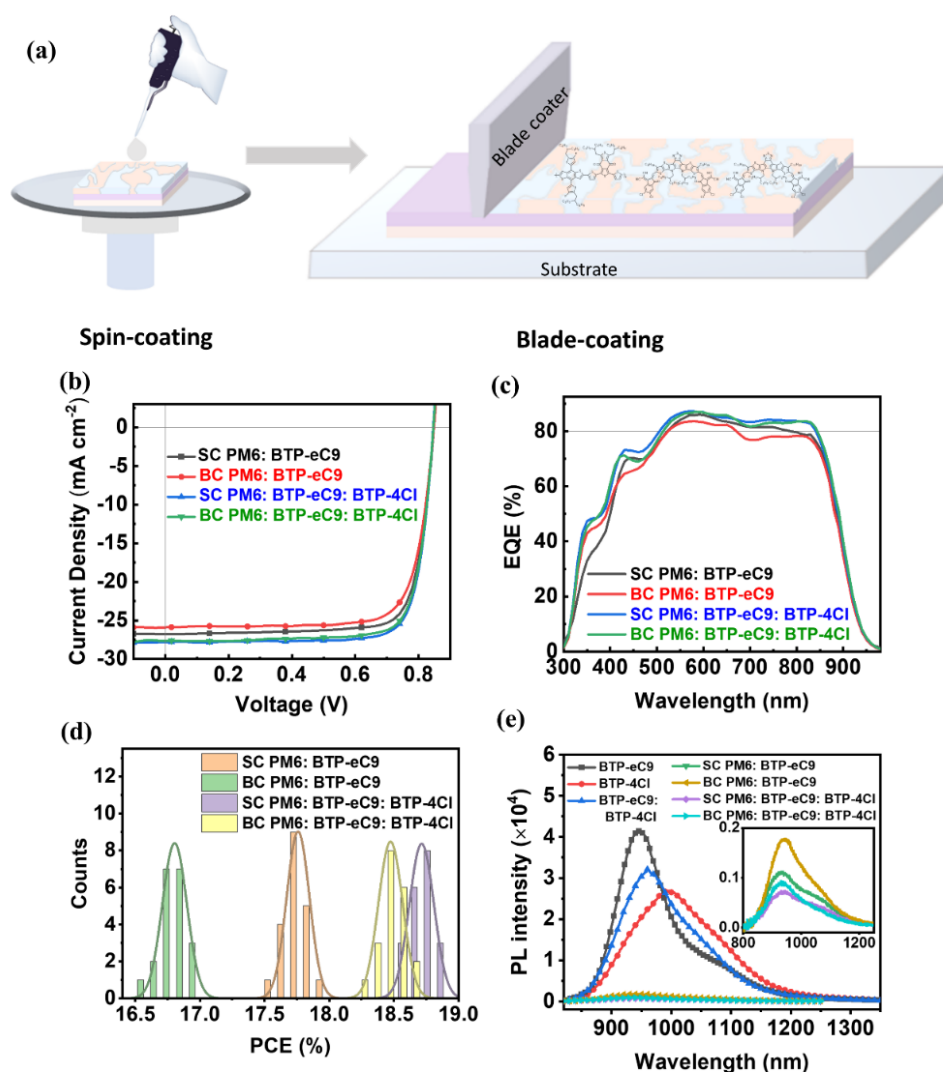 (a)
Blade coater
Substrate
Spin-coating
Blade-coating
(b)
0
-5
-10
-15
-20
-25
-30
Current Density (mA cm-2)
SC PM6: BTP-eC9
BC PM6: BTP-eC9
SC PM6: BTP-eC9: BTP-4Cl
BC PM6: BTP-eC9: BTP-4Cl
0.0 0.2 0.4 0.6 0.8
Voltage (V)
(c)
80
60
40
20
0
EQE (%)
SC PM6: BTP-eC9
BC PM6: BTP-eC9
SC PM6: BTP-eC9: BTP-4Cl
BC PM6: BTP-eC9: BTP-4Cl
300 400 500 600 700 800 900
Wavelength (nm)
(d)
12
10
8
6
4
2
0
Counts
SC PM6: BTP-eC9
BC PM6: BTP-eC9
SC PM6: BTP-eC9: BTP-4Cl
BC PM6: BTP-eC9: BTP-4Cl
16.5 17.0 17.5 18.0 18.5 19.0
PCE (%)
(e)
6
5
4
3
2
1
0
PL intensity (×10⁴)
BTP-eC9
BTP-4Cl
BTP-eC9:
BTP-4Cl
SC PM6: BTP-eC9
BC PM6: BTP-eC9
SC PM6: BTP-eC9: BTP-4Cl
BC PM6: BTP-eC9: BTP-4Cl
0.2
0.1
0.0
800 1000 1200
900 1000 1100 1200 1300
Wavelength (nm)